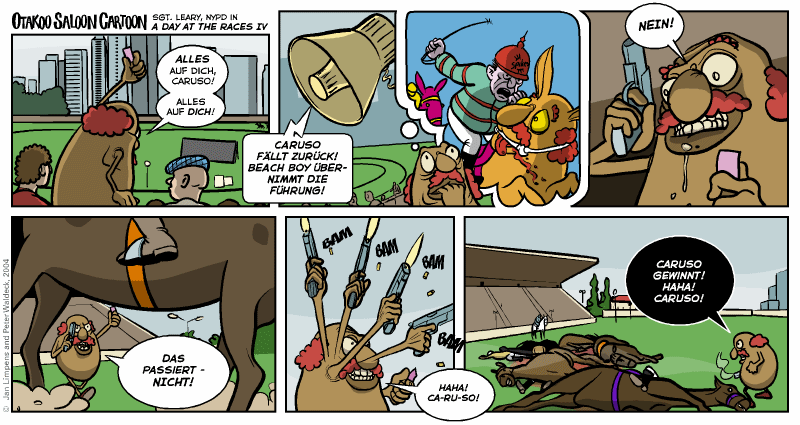 OTAKOO SALOON CARTOON
SGT. LEARY, NYPD IN
A DAY AT THE RACES IV
ALLES
AUF DICH,
CARUSO!
ALLES
AUF DICH!
CARUSO
FÄLLT ZURÜCK!
BEACH BOY ÜBER-
NIMMT DIE
FÜHRUNG!
NEIN!
DAS
PASSIERT -
NICHT!
BAM
BAM
BAM
BAM
HAHA!
CA-RU-SO!
CARUSO
GEWINNT!
HAHA!
CARUSO!
© Jan Limpens and Peter Waldeck, 2004